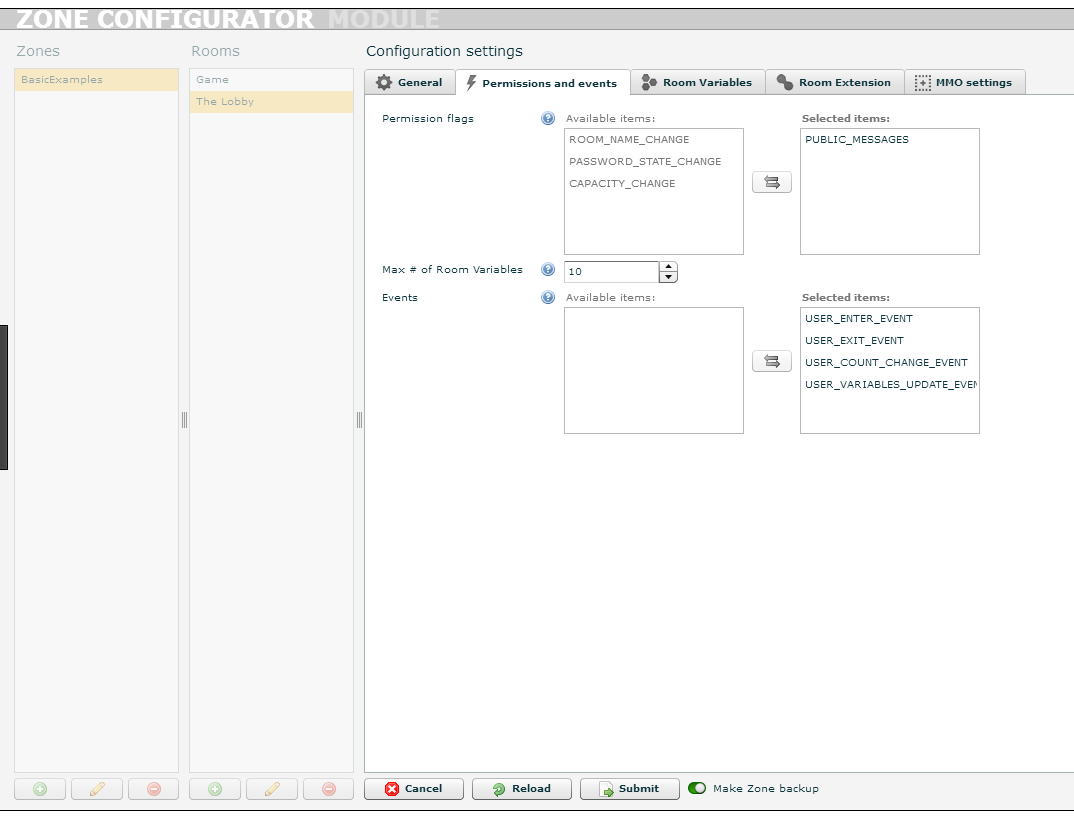 ZONE CONFIGURATOR MODULE
Zones
Rooms
Configuration settings
BasicExamples
Game
The Lobby
General
Permissions and events
Room Variables
Room Extension
MMO settings
Permission flags
Available items:
Selected items:
ROOM_NAME_CHANGE
PASSWORD_STATE_CHANGE
CAPACITY_CHANGE
PUBLIC_MESSAGES
Max # of Room Variables
10
Events
Available items:
Selected items:
USER_ENTER_EVENT
USER_EXIT_EVENT
USER_COUNT_CHANGE_EVENT
USER_VARIABLES_UPDATE_EVEN
Cancel
Reload
Submit
Make Zone backup